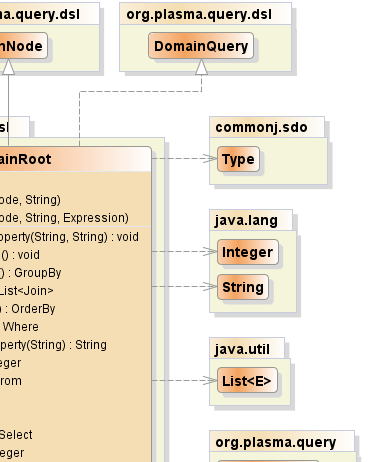 na.query.dsl
org.plasma.query.dsl
nNode
DomainQuery
sl
commonj.sdo
ainRoot
Type
ode, String)
ode, String, Expression)
operty(String, String) : void
() : void
) : GroupBy
List<Join>
) : OrderBy
Where
operty(String) : String
eger
rom
Select
eger
java.lang
Integer
String
java.util
List<E>
org.plasma.query